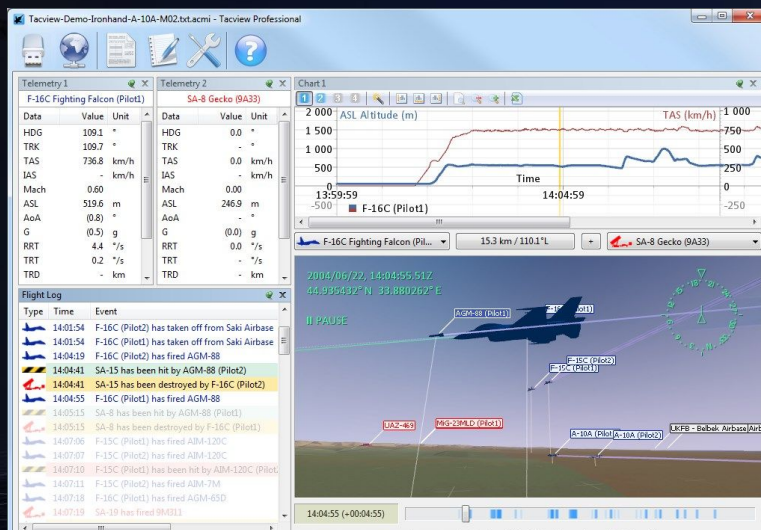 Tacview-Demo-Ironhand-A-10A-M02.txt.acmi - Tacview Professional
Telemetry 1
F-16C Fighting Falcon (Pilot1)
Data Value Unit
HDG 109.1 °
TRK 109.7 °
TAS 736.8 km/h
IAS - km/h
Mach 0.60
ASL 519.6 m
AoA (0.8) °
G (0.5) g
RRT 4.4 °/s
TRT 0.2 °/s
TRD - km
Telemetry 2
SA-8 Gecko (9A33)
Data Value Unit
HDG 0.0 °
TRK - °
TAS 0.0 km/h
IAS - km/h
Mach 0.00
ASL 246.9 m
AoA - °
G (0.0) g
RRT 0.0 °/s
TRT - °/s
TRD - km
Chart 1
1 2 3 4
2 000 ASL Altitude (m) TAS (km/h) 1 000
1 500 750
1 000 500
500 250
0 Time 0
13:59:59 14:04:59
-500 -250
F-16C (Pilot1)
F-16C Fighting Falcon (Pil... 15.3 km / 110.1°L + SA-8 Gecko (9A33)
Flight Log
Type Time Event
14:01:54 F-16C (Pilot2) has taken off from Saki Airbase
14:01:54 F-16C (Pilot1) has taken off from Saki Airbase
14:04:19 F-16C (Pilot2) has fired AGM-88
14:04:41 SA-15 has been hit by AGM-88 (Pilot2)
14:04:41 SA-15 has been destroyed by F-16C (Pilot2)
14:04:55 F-16C (Pilot1) has fired AGM-88
14:05:15 SA-8 has been hit by AGM-88 (Pilot1)
14:05:15 SA-8 has been destroyed by F-16C (Pilot1)
14:07:06 F-15C (Pilot1) has fired AIM-120C
14:07:07 F-15C (Pilot2) has fired AIM-120C
14:07:10 F-15C (Pilot1) has been hit by AIM-120C (Pilot
14:07:11 F-15C (Pilot1) has fired AIM-7M
14:07:18 F-16C (Pilot1) has fired AGM-65D
14:07:19 SA-19 has fired 9M311
2004/06/22, 14:04:55.51Z
44.935432° N 33.880262° E
II PAUSE
AGM-88 (Pilot1)
F-15C (Pilot2)
F-15C (Pilot1)
UAZ-469
MiG-23MLD (Pilot1)
A-10A (Pilot
A-10A (Pilot2)
UKFB - Belbek Airbase
14:04:55 (+00:04:55)